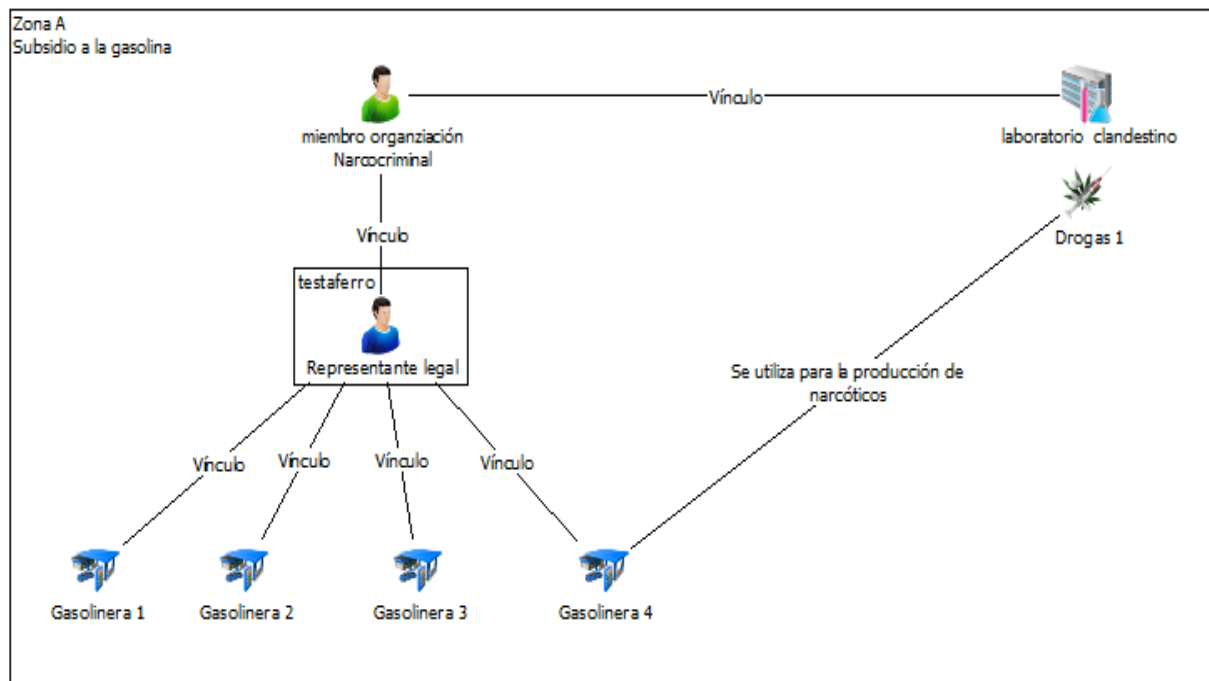 Zona A
Subsidio a la gasolina
Vínculo
miembro organziación
Narcocriminal
laboratorio clandestino
Vínculo
Drogas 1
testaferro
Representante legal
Se utiliza para la producción de
narcóticos
Vínculo
Vínculo
Vínculo
Vínculo
Gasolinera 1
Gasolinera 2
Gasolinera 3
Gasolinera 4